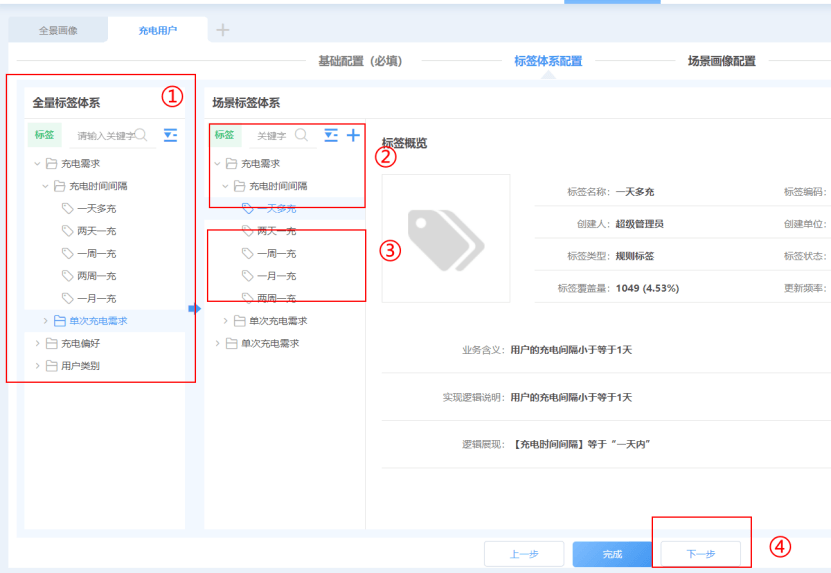 全景画像 充电用户
基础配置（必填） 标签体系配置 场景画像配置
全量标签体系 ①
标签 请输入关键字
充电需求
充电时间间隔
一天多充
两天一充
一周一充
两周一充
一月一充
单次充电需求
充电偏好
用户类别
场景标签体系
标签 关键字
②
充电需求
充电时间间隔
一天多充
两天一充
③
一周一充
一月一充
两周一充
单次充电需求
单次充电需求
标签概览
标签名称: 一天多充 标签编码:
创建人: 超级管理员 创建单位:
标签类型: 规则标签 标签状态:
标签覆盖量: 1049 (4.53%) 更新频率:
业务含义: 用户的充电间隔小于等于1天
实现逻辑说明: 用户的充电间隔小于等于1天
逻辑展现: 【充电时间间隔】等于“一天内”
上一步 完成 下一步 ④